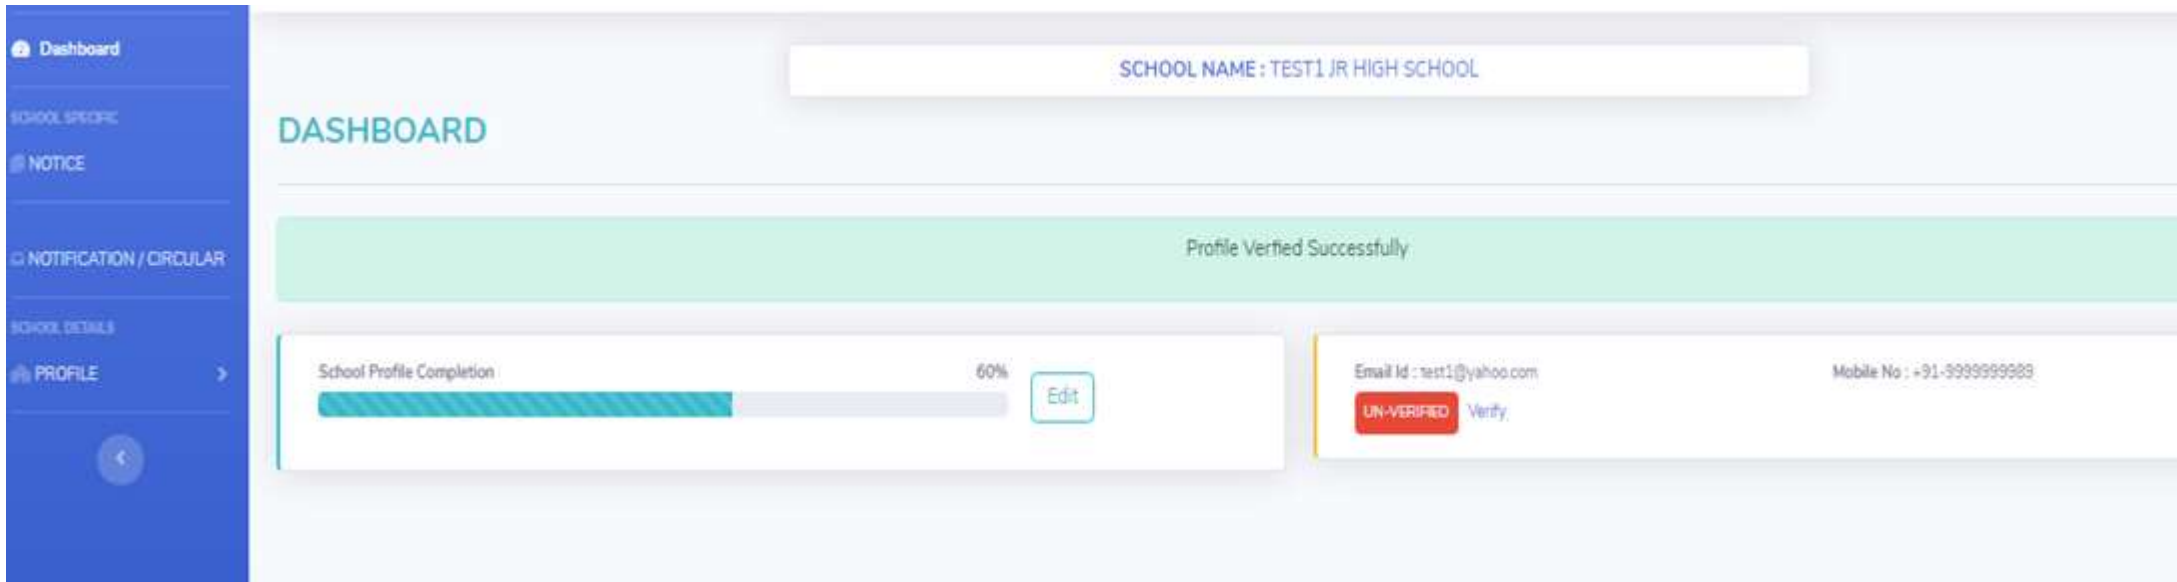 Dashboard
SCHOOL SPECIFIC
NOTICE
NOTIFICATION / CIRCULAR
SCHOOL DETAILS
PROFILE
SCHOOL NAME : TEST1 JR HIGH SCHOOL
DASHBOARD
Profile Verfied Successfully
School Profile Completion 60%
Edit
Email Id : test1@yahoo.com Mobile No : +91-9999999989
UN-VERIFIED Verify